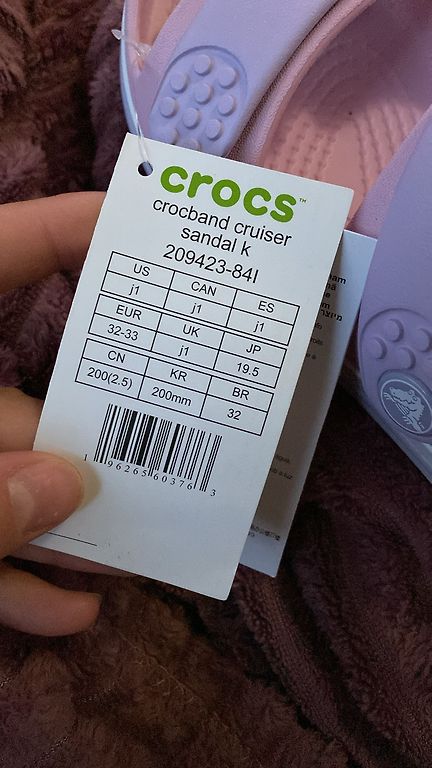 crocs™
crocband cruiser
sandal k
209423-84I
US CAN ES
j1 j1 j1
EUR UK JP
32-33 j1 19.5
CN KR BR
200(2.5) 200mm 32
1 96265 60376 3